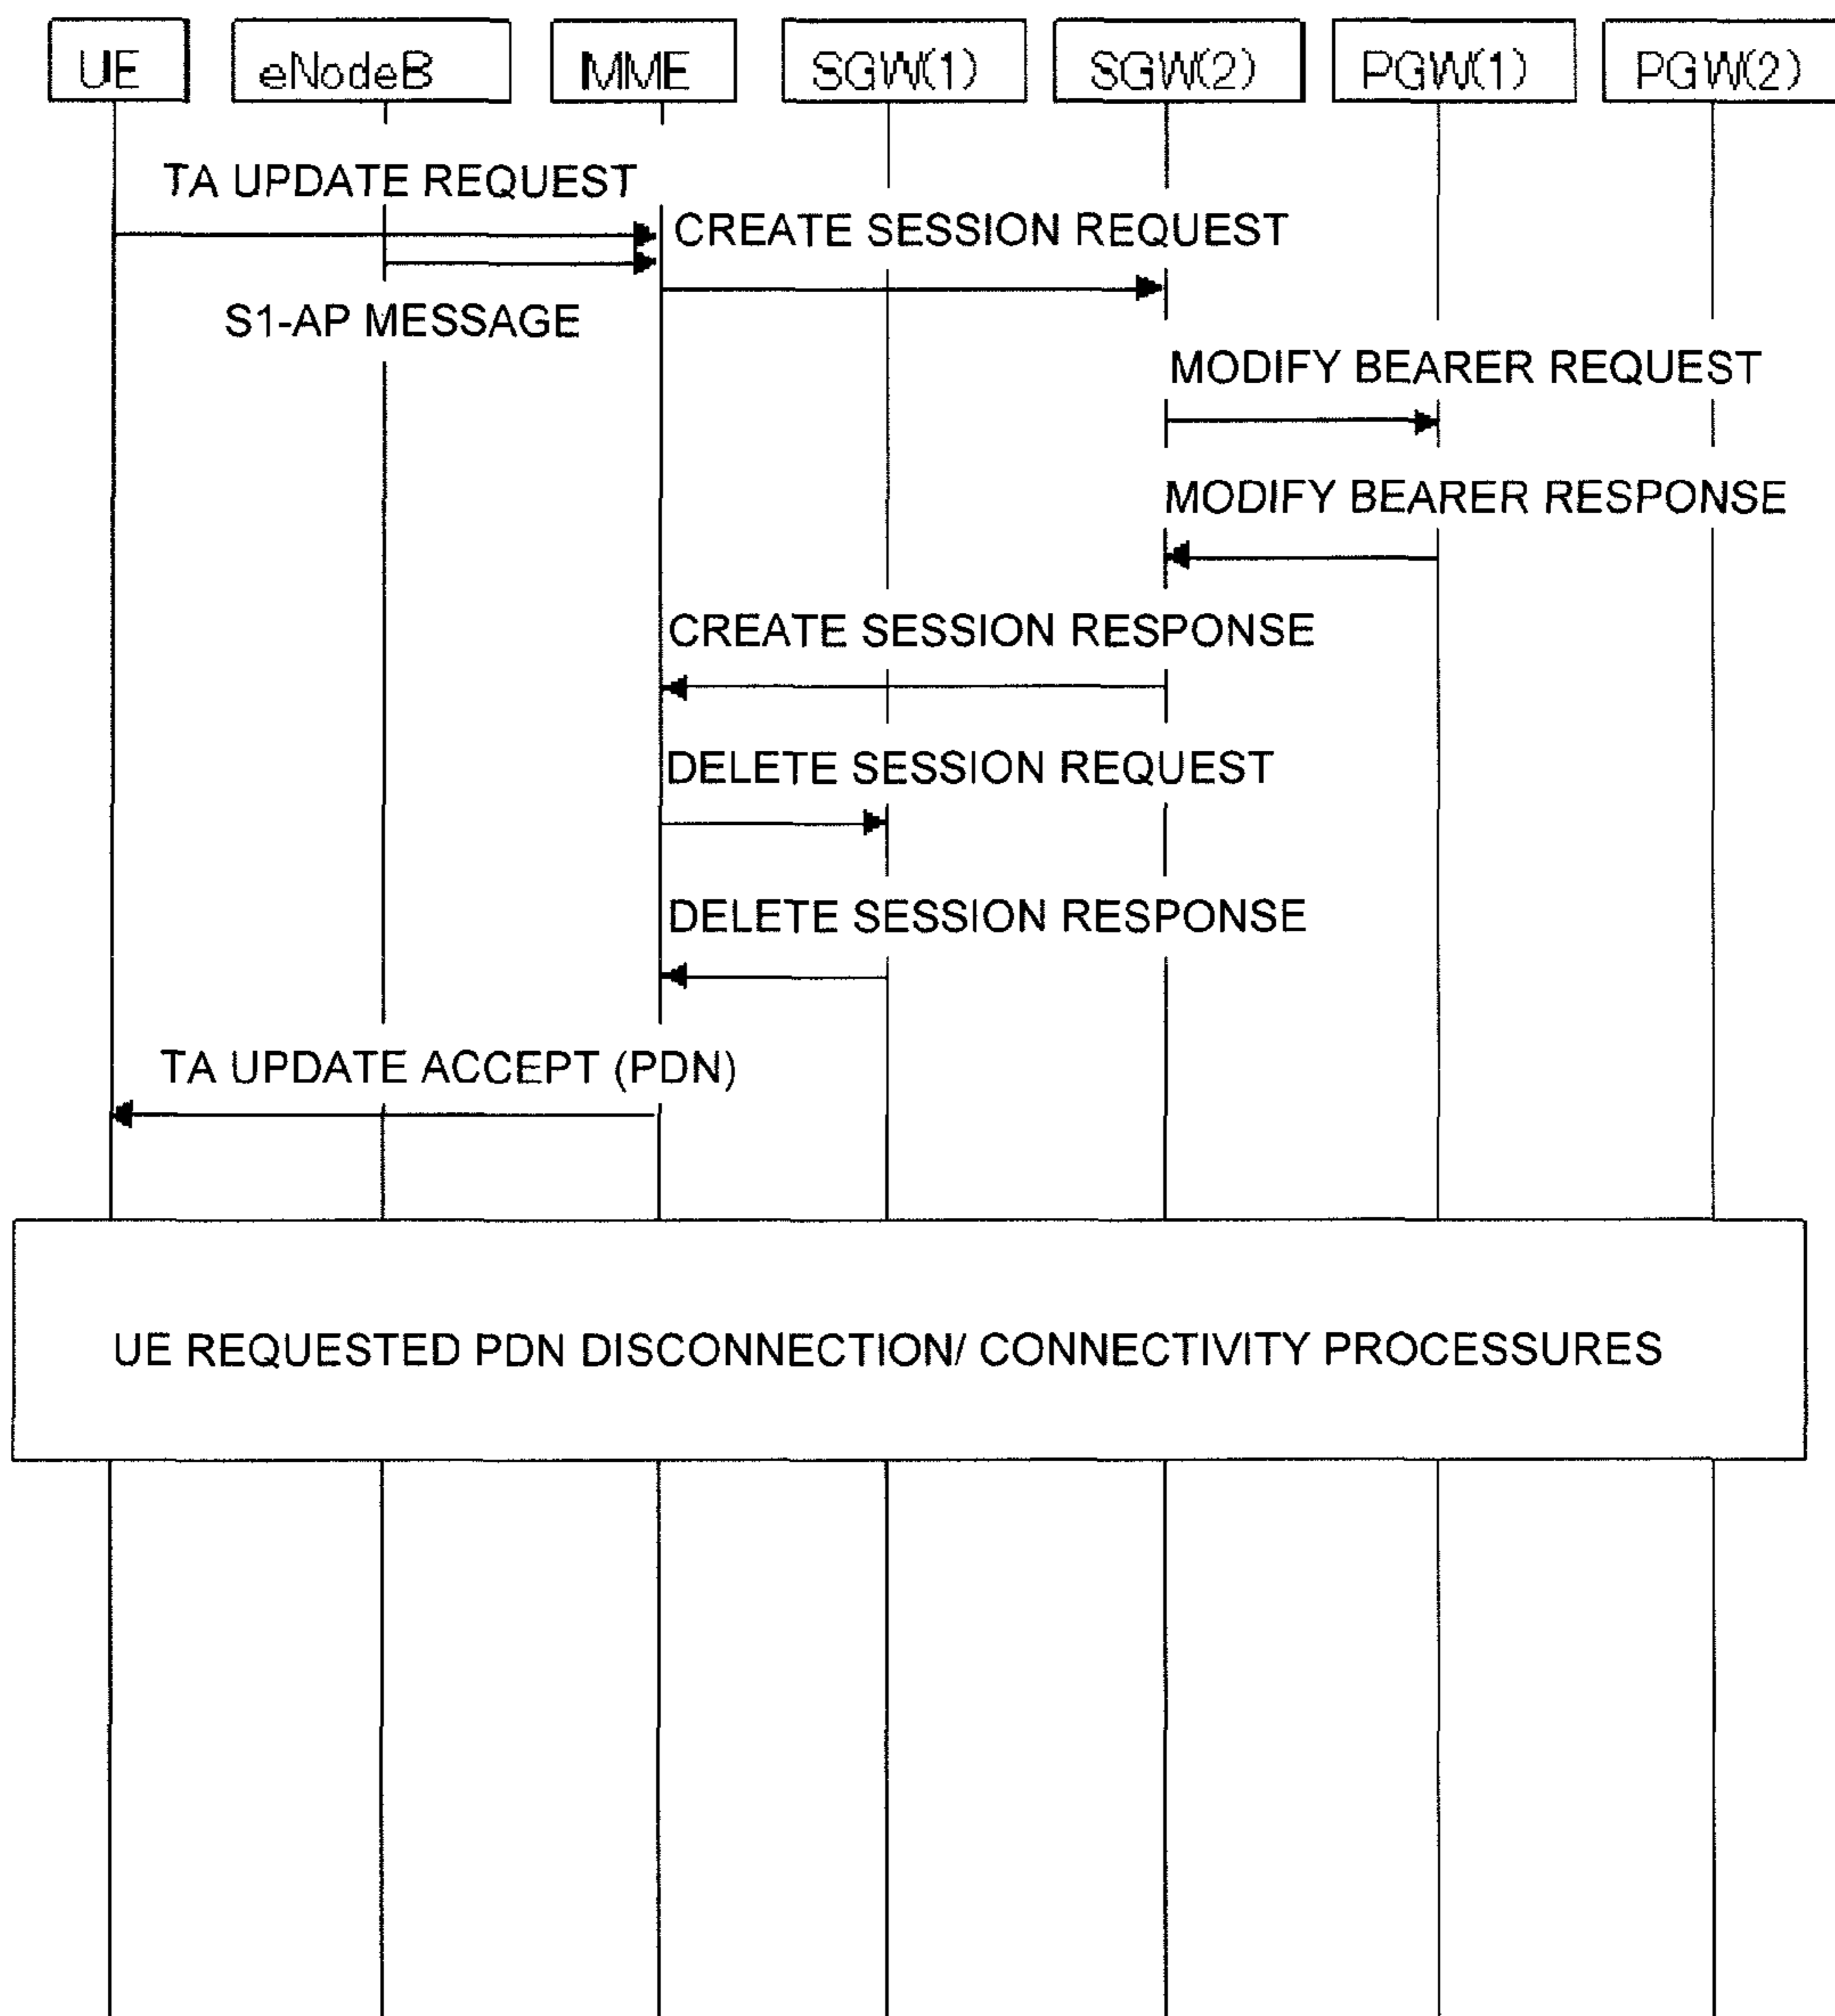 UE eNodeB MME SGW(1) SGW(2) PGW(1) PGW(2)
TA UPDATE REQUEST
CREATE SESSION REQUEST
S1-AP MESSAGE
MODIFY BEARER REQUEST
MODIFY BEARER RESPONSE
CREATE SESSION RESPONSE
DELETE SESSION REQUEST
DELETE SESSION RESPONSE
TA UPDATE ACCEPT (PDN)
UE REQUESTED PDN DISCONNECTION/ CONNECTIVITY PROCESSURES